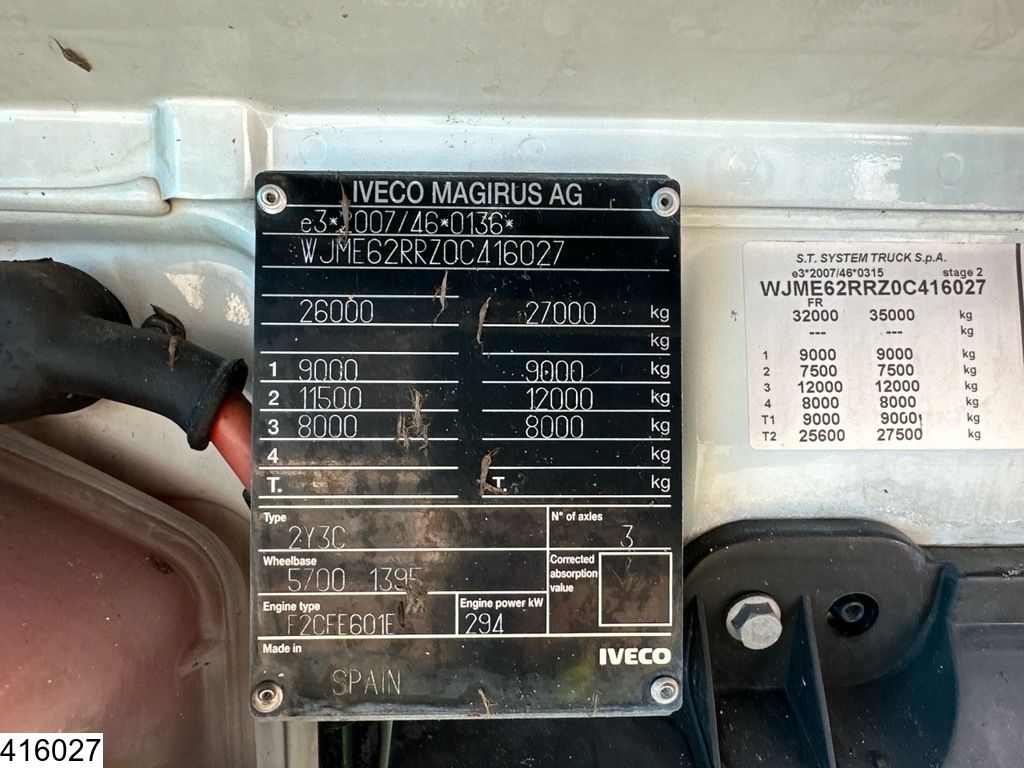 IVECO MAGIRUS AG
e3*2007/46*0136*
WJME62RRZ0C416027
26000 27000 kg
kg
1 9000 9000 kg
2 11500 12000 kg
3 8000 8000 kg
4 kg
T. T. kg
Type N° of axles
2Y3C 3
Wheelbase Corrected absorption value
5700 1395
Engine type Engine power kW
F2CFE601E 294
Made in IVECO
SPAIN
S.T. SYSTEM TRUCK S.p.A.
e3*2007/46*0315 stage 2
WJME62RRZ0C416027
FR
32000 35000 kg
--- --- kg
1 9000 9000 kg
2 7500 7500 kg
3 12000 12000 kg
4 8000 8000 kg
T1 9000 9000 kg
T2 25600 27500 kg
416027